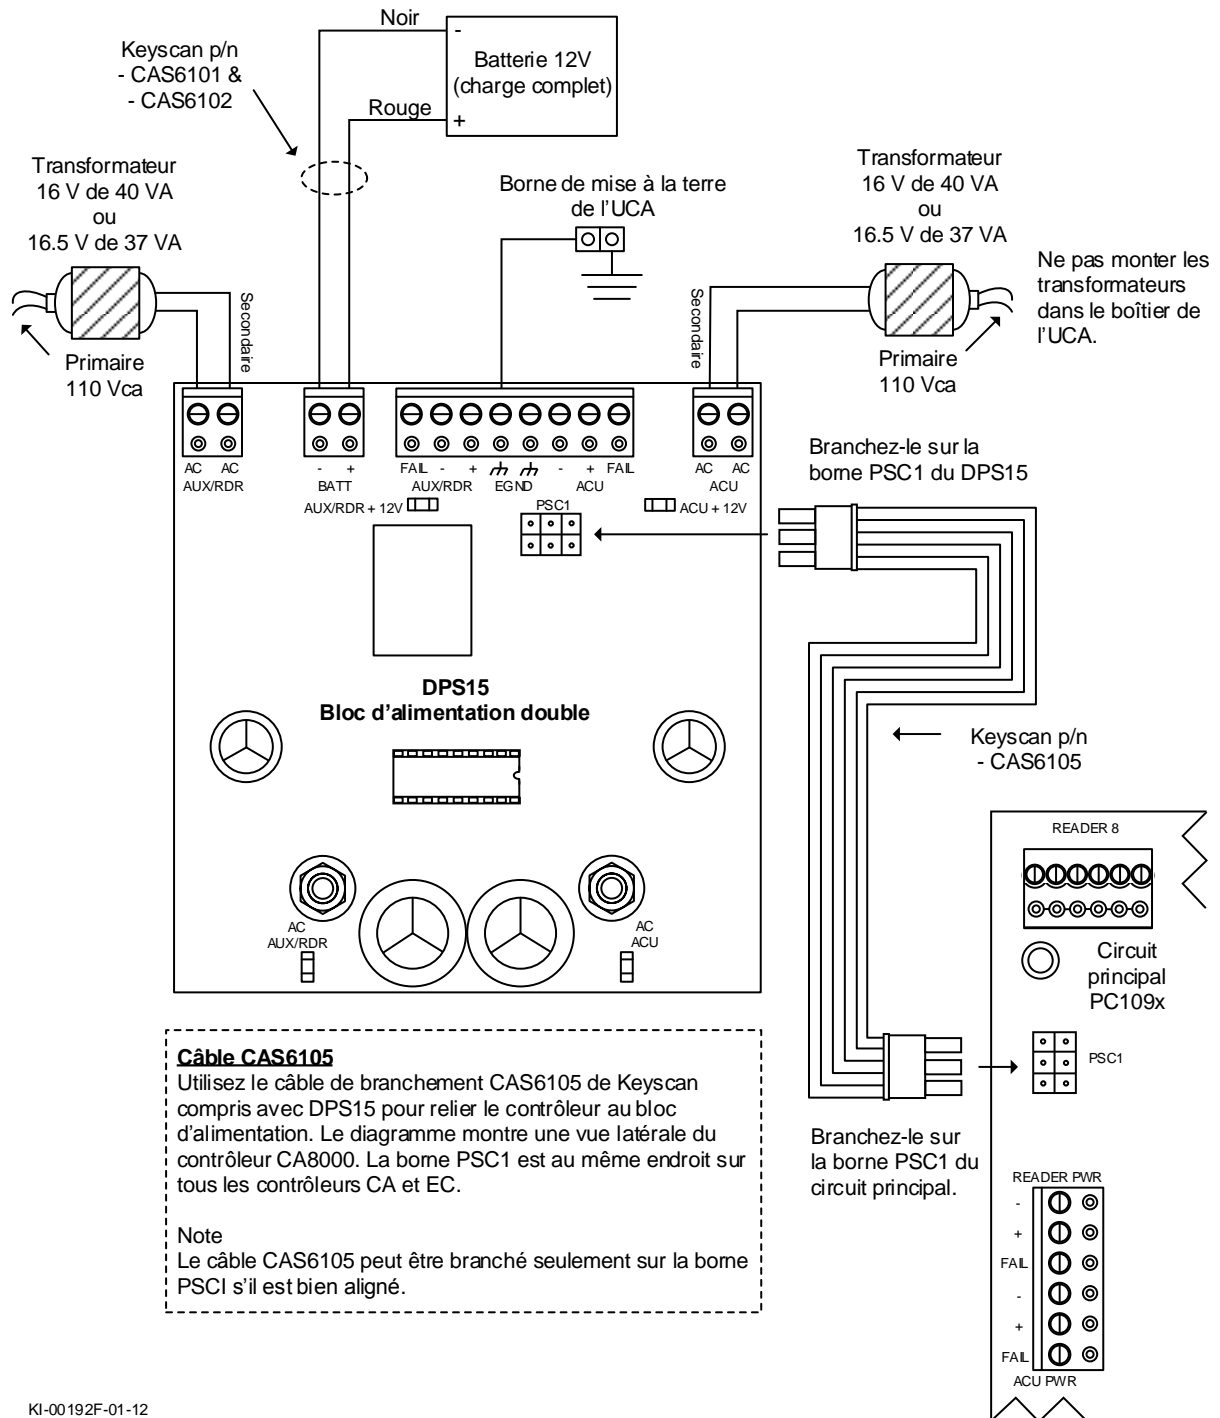 Noir
Keyscan p/n
- CAS6101 &
- CAS6102
-
Batterie 12V
(charge complet)
Rouge
+
Transformateur
16 V de 40 VA
ou
16.5 V de 37 VA
Borne de mise à la terre
de l'UCA
Transformateur
16 V de 40 VA
ou
16.5 V de 37 VA
Ne pas monter les
transformateurs
dans le boîtier de
l'UCA.
Secondaire
Secondaire
Primaire
110 Vca
Primaire
110 Vca
AC AC
AUX/RDR
- +
BATT
FAIL - + - + FAIL
AUX/RDR EGND ACU
AC AC
ACU
AUX/RDR + 12V
PSC1
ACU + 12V
Branchez-le sur la
borne PSC1 du DPS15
DPS15
Bloc d'alimentation double
Keyscan p/n
- CAS6105
AC
AUX/RDR
AC
ACU
READER 8
Circuit
principal
PC109x
PSC1
Câble CAS6105
Utilisez le câble de branchement CAS6105 de Keyscan
compris avec DPS15 pour relier le contrôleur au bloc
d'alimentation. Le diagramme montre une vue latérale du
contrôleur CA8000. La borne PSC1 est au même endroit sur
tous les contrôleurs CA et EC.
Note
Le câble CAS6105 peut être branché seulement sur la borne
PSCI s'il est bien aligné.
Branchez-le sur
la borne PSC1 du
circuit principal.
READER PWR
-
+
FAIL
-
+
FAIL
ACU PWR
KI-00192F-01-12